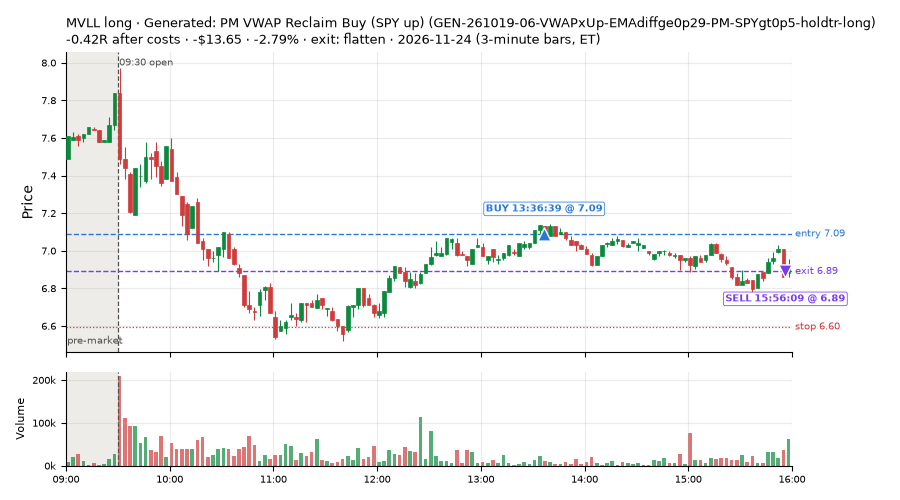 MVLL long · Generated: PM VWAP Reclaim Buy (SPY up) (GEN-261019-06-VWAPxUp-EMAdiffge0p29-PM-SPYgt0p5-holdtr-long)
-0.42R after costs · -$13.65 · -2.79% · exit: flatten · 2026-11-24 (3-minute bars, ET)
09:30 open
8.0
7.8
7.6
7.4
7.2
7.0
6.8
6.6
Price
BUY 13:36:39 @ 7.09
entry 7.09
exit 6.89
SELL 15:56:09 @ 6.89
stop 6.60
pre-market
200k
100k
0k
Volume
09:00 10:00 11:00 12:00 13:00 14:00 15:00 16:00